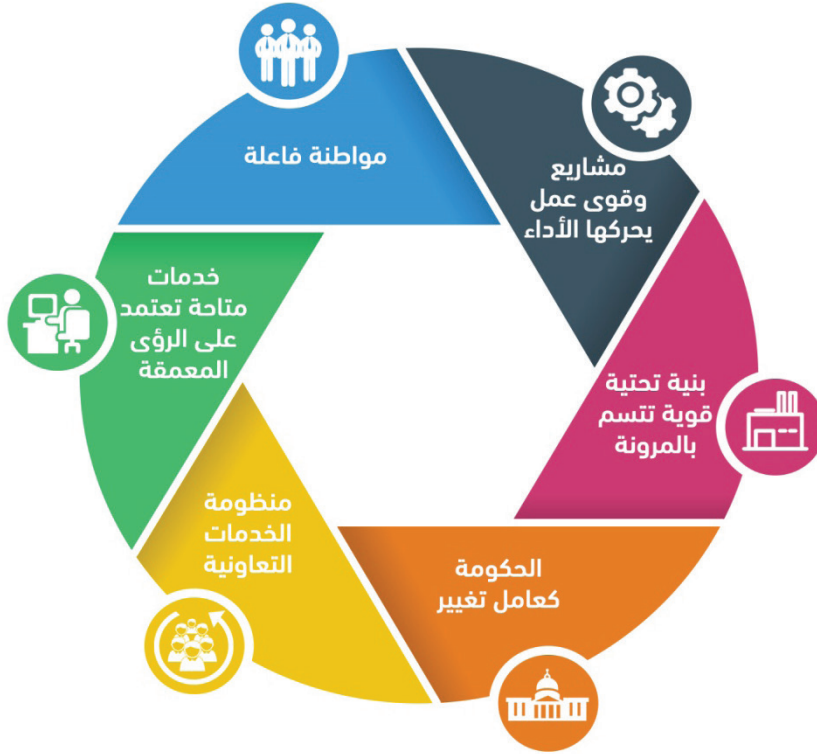 مواطنة فاعلة
مشاريع
وقوى عمل
يحركها الأداء
بنية تحتية
قوية تتسم
بالمرونة
الحكومة
كعامل تغيير
منظومة
الخدمات
التعاونية
خدمات
متاحة تعتمد
على الرؤى
المعمقة